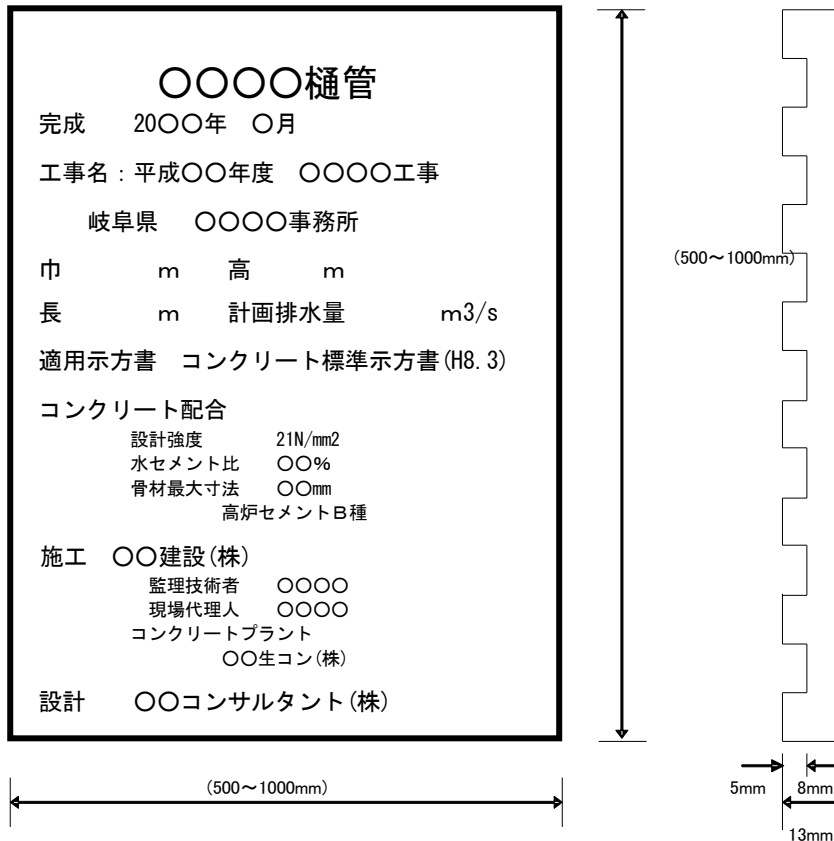 ○○○○樋管
完成　20○○年　○月
工事名：平成○○年度　○○○○工事
岐阜県　○○○○事務所
巾　ｍ　高　ｍ
長　ｍ　計画排水量　ｍ3/s
適用示方書　コンクリート標準示方書(H8.3)
コンクリート配合
設計強度　21N/mm2
水セメント比　○○%
骨材最大寸法　○○mm
高炉セメントＢ種
施工　○○建設(株)
監理技術者　○○○○
現場代理人　○○○○
コンクリートプラント
○○生コン(株)
設計　○○コンサルタント(株)
(500～1000mm)
(500～1000mm)
5mm
8mm
13mm